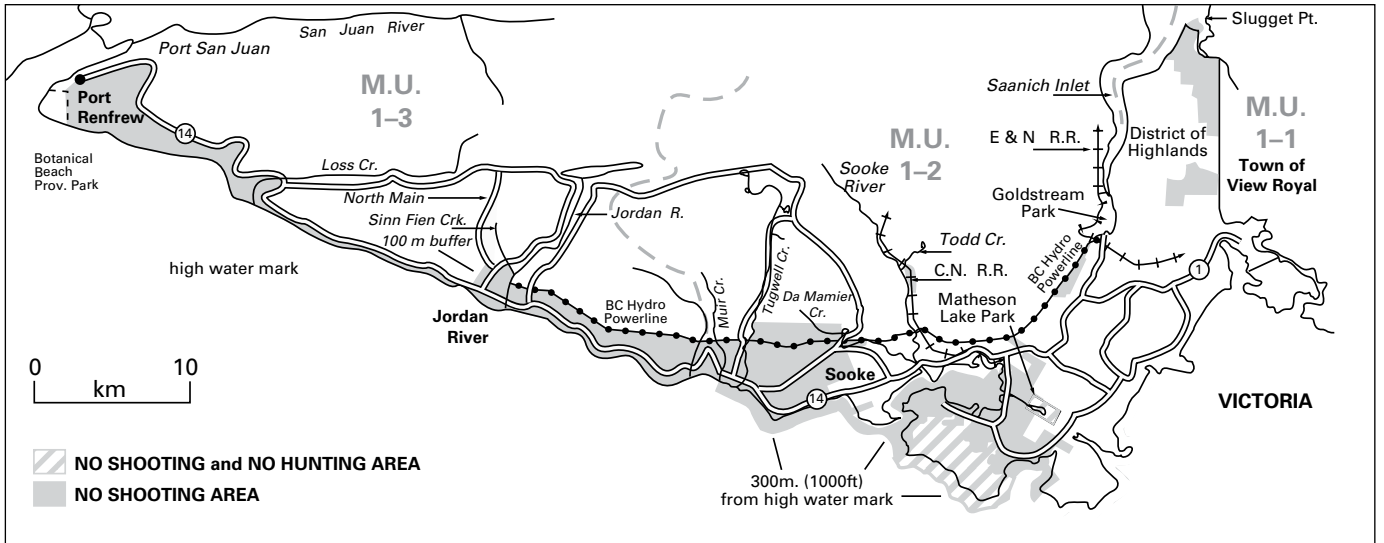 Slugget Pt.
San Juan River
Port San Juan
M.U.
1–3
Saanich Inlet
Port
Renfrew
M.U.
1–1
14
E & N R.R.
District of
Highlands
M.U.
1–2
Botanical
Beach
Prov. Park
Loss Cr.
Sooke
River
Town of
View Royal
North Main
Goldstream
Park
Sinn Fien Crk.
Jordan R.
100 m buffer
Todd Cr.
BC Hydro
Powerline
high water mark
C.N. R.R.
1
Muir Cr.
Tugwell Cr.
Da Mamier
Cr.
Matheson
Lake Park
BC Hydro
Powerline
Jordan
River
0 10
km
Sooke
14
VICTORIA
NO SHOOTING and NO HUNTING AREA
NO SHOOTING AREA
300m. (1000ft)
from high water mark